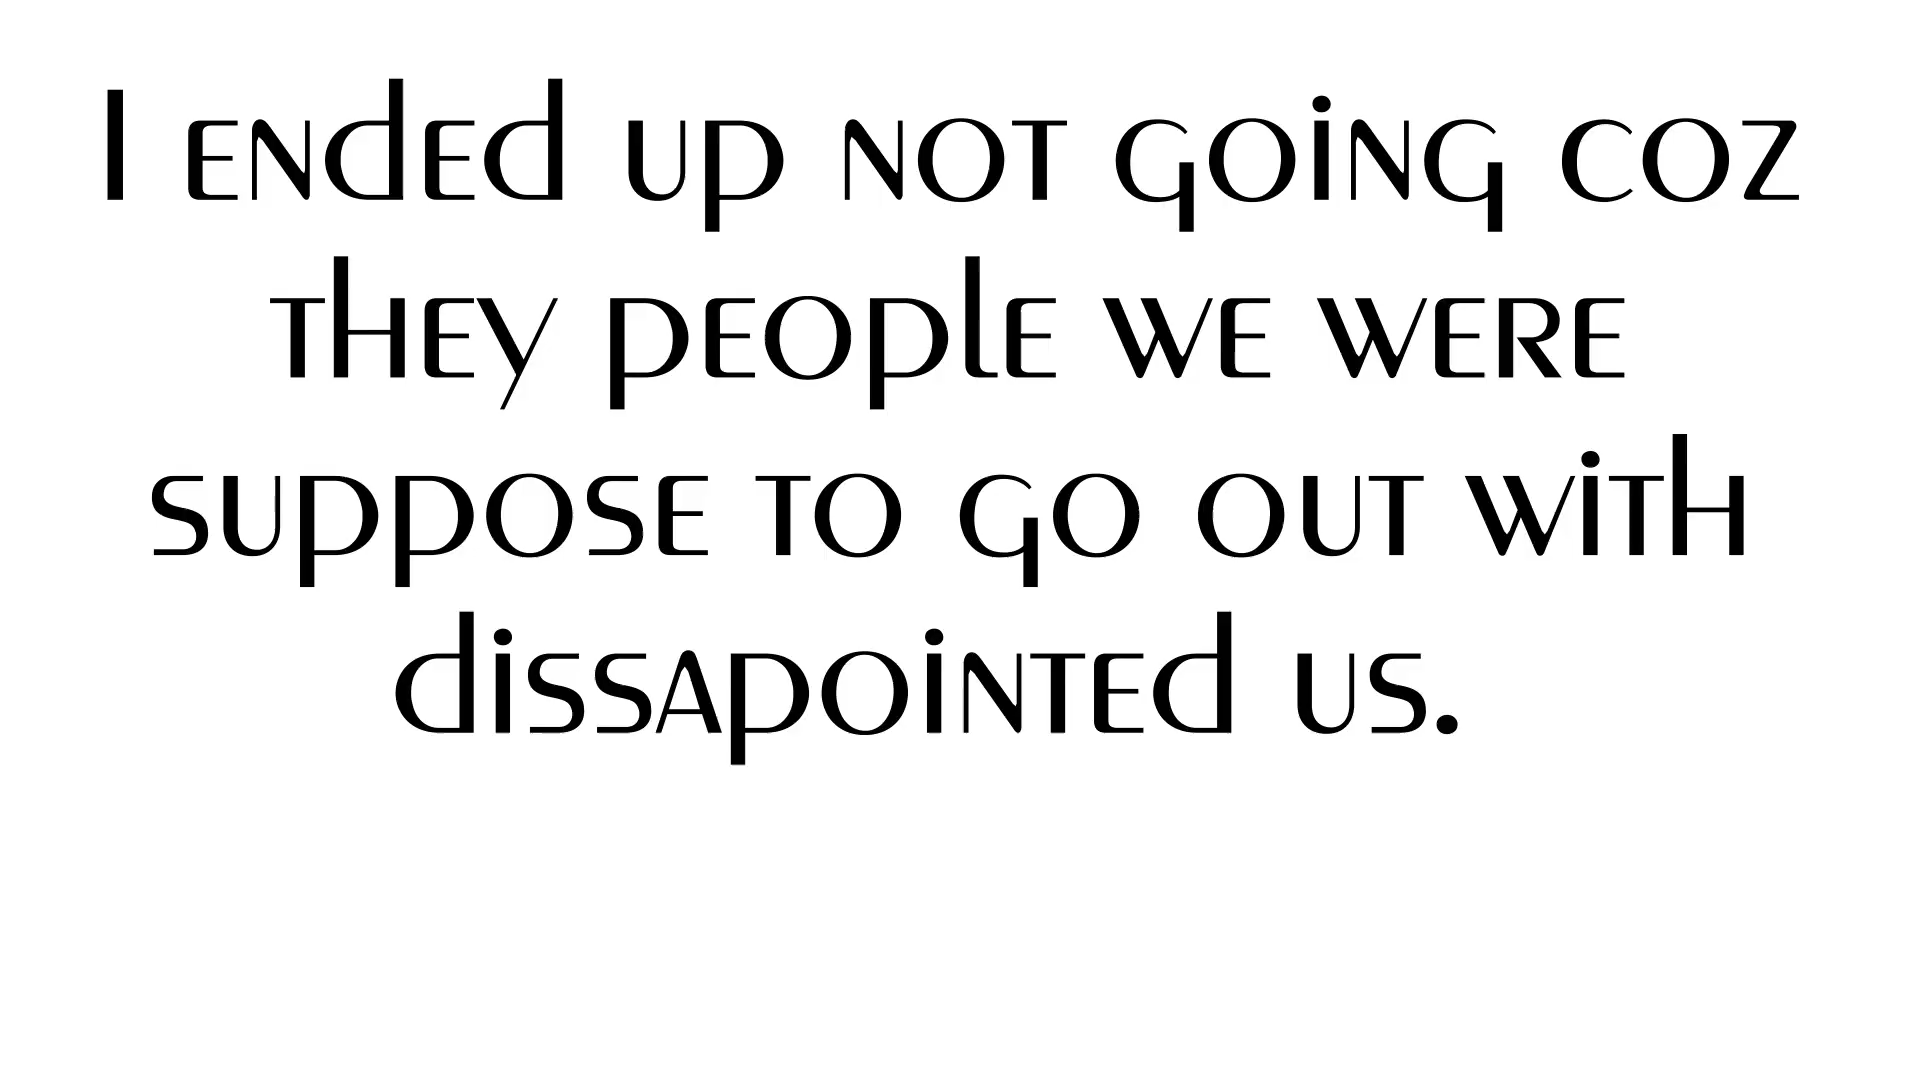 I ended up not going coz
they people we were
suppose to go out with
dissapointed us.